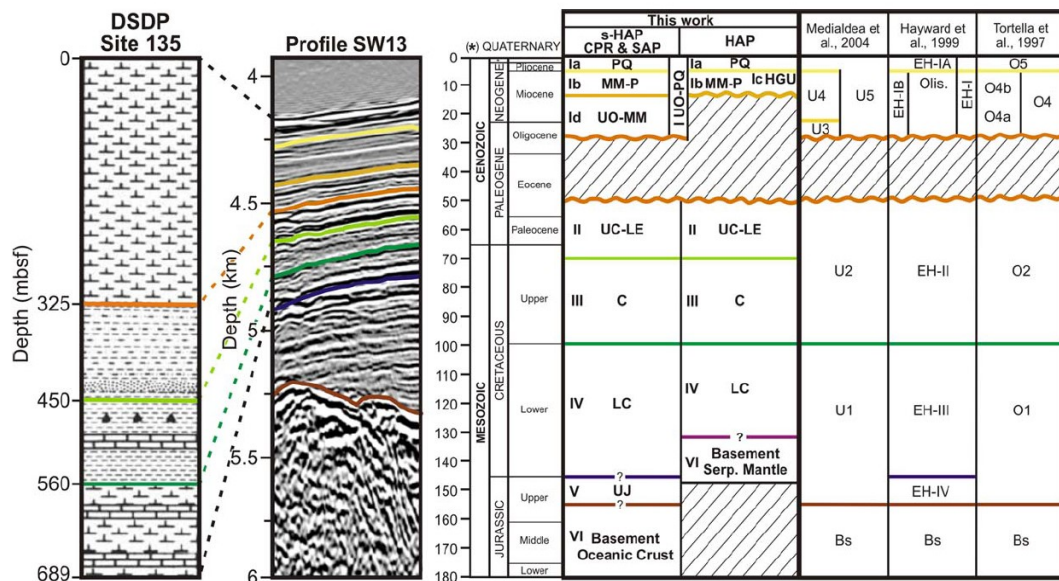 DSDP
Site 135
Profile SW13
Depth (mbsf)
0
325
450
560
689
Depth (km)
4
4.5
5
5.5
6
(*) QUATERNARY
0
10
20
30
40
50
60
70
80
90
100
110
120
130
140
150
160
170
180
CENOZOIC
MESOZOIC
NEOGENE
PALEOGENE
CRETACEOUS
JURASSIC
Pliocene
Miocene
Oligocene
Eocene
Paleocene
Upper
Lower
Upper
Middle
Lower
This work
s-HAP
CPR & SAP
HAP
Ia PQ
Ib MM-P
Id UO-MM
I UO-PQ
II UC-LE
III C
IV LC
?
V UJ
?
VI Basement
Oceanic Crust
Ia PQ
Ib MM-P Ic HGU
II UC-LE
III C
IV LC
?
VI Basement
Serp. Mantle
Medialdea et
al., 2004
U4
U5
U3
U2
U1
Bs
Hayward et
al., 1999
EH-IA
EH-IB
Olis.
EH-I
EH-II
EH-III
EH-IV
Bs
Tortella et
al., 1997
O5
O4b
O4
O4a
O2
O1
Bs